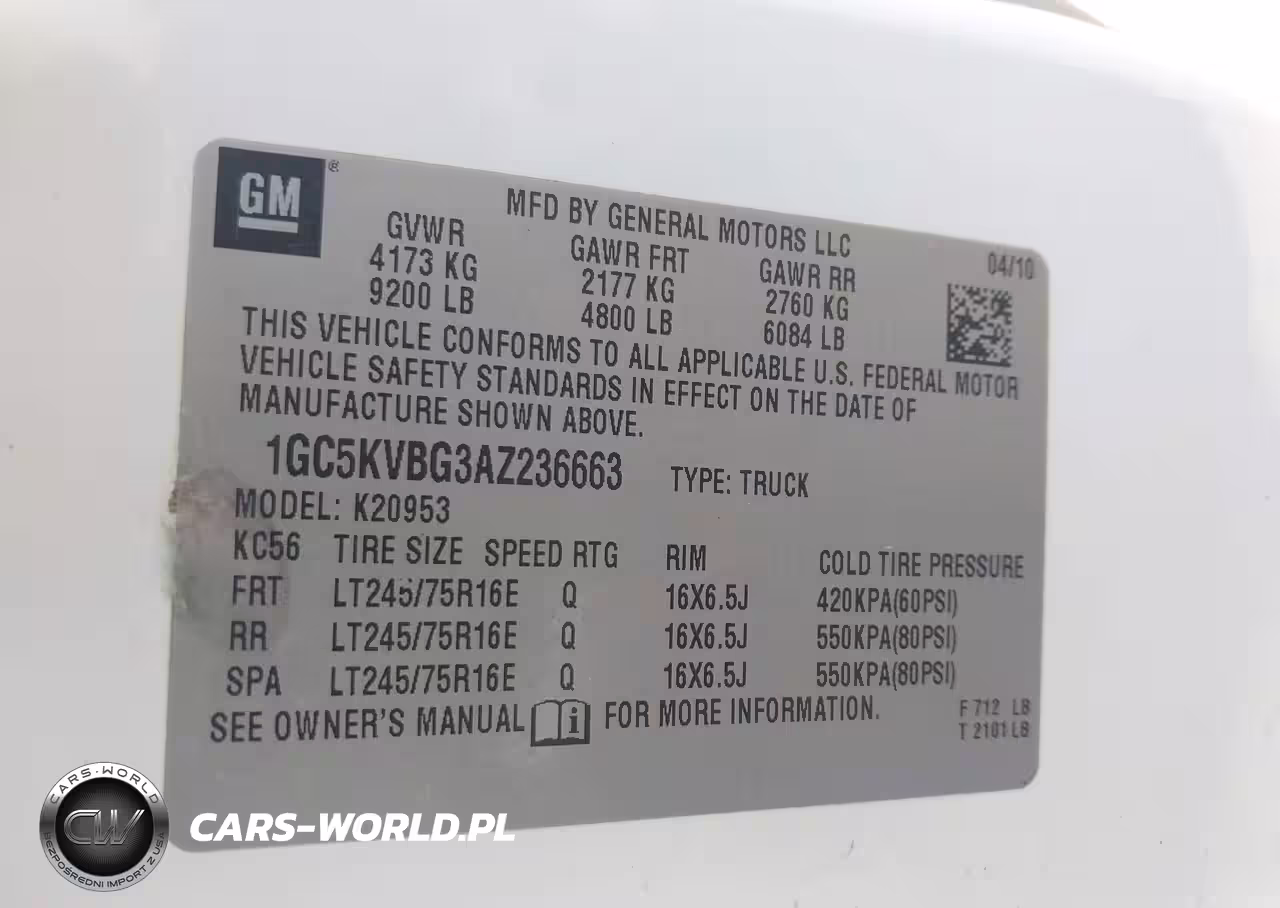 GM ®
MFD BY GENERAL MOTORS LLC
04/10
GVWR GAWR FRT GAWR RR
4173 KG 2177 KG 2760 KG
9200 LB 4800 LB 6084 LB
THIS VEHICLE CONFORMS TO ALL APPLICABLE U.S. FEDERAL MOTOR
VEHICLE SAFETY STANDARDS IN EFFECT ON THE DATE OF
MANUFACTURE SHOWN ABOVE.
1GC5KVBG3AZ236663 TYPE: TRUCK
MODEL: K20953
KC56 TIRE SIZE SPEED RTG RIM COLD TIRE PRESSURE
FRT LT245/75R16E Q 16X6.5J 420KPA(60PSI)
RR LT245/75R16E Q 16X6.5J 550KPA(80PSI)
SPA LT245/75R16E Q 16X6.5J 550KPA(80PSI)
SEE OWNER'S MANUAL i FOR MORE INFORMATION.
F 712 LB
T 2101 LB
CARS-WORLD
CW
BEZPOŚREDNI IMPORT Z USA
CARS-WORLD.PL